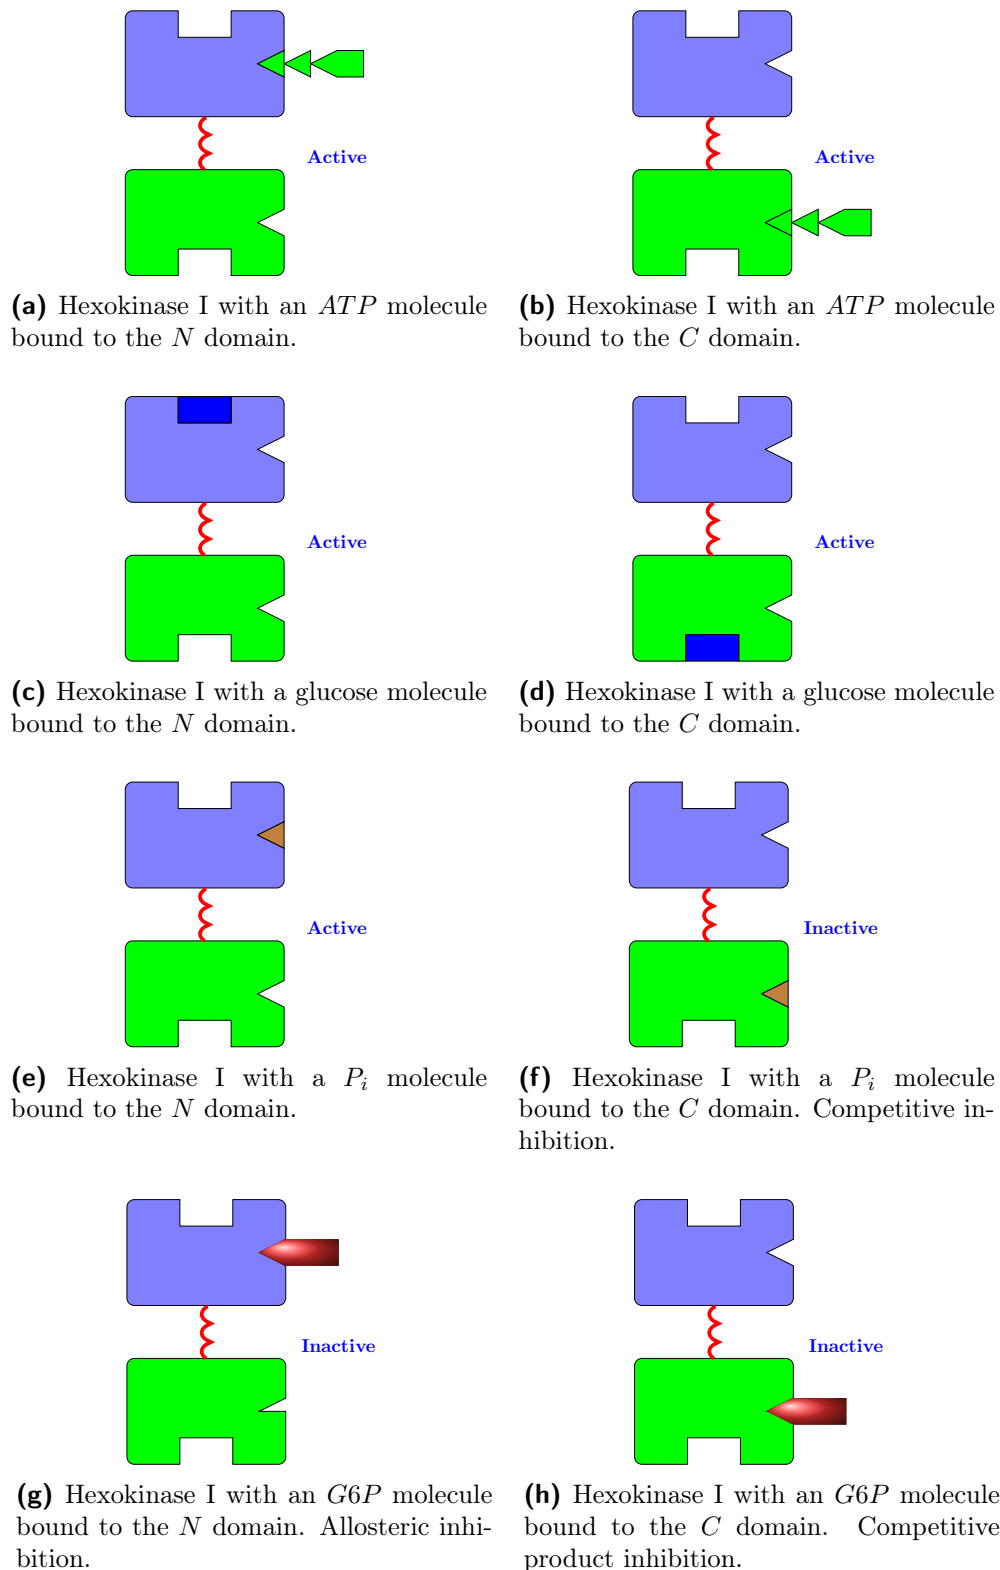 Active
Active
(a) Hexokinase I with an ATP molecule
bound to the N domain.
(b) Hexokinase I with an ATP molecule
bound to the C domain.
Active
Active
(c) Hexokinase I with a glucose molecule
bound to the N domain.
(d) Hexokinase I with a glucose molecule
bound to the C domain.
Active
Inactive
(e) Hexokinase I with a P_i molecule
bound to the N domain.
(f) Hexokinase I with a P_i molecule
bound to the C domain. Competitive in-
hibition.
Inactive
Inactive
(g) Hexokinase I with an G6P molecule
bound to the N domain. Allosteric inhi-
bition.
(h) Hexokinase I with an G6P molecule
bound to the C domain. Competitive
product inhibition.